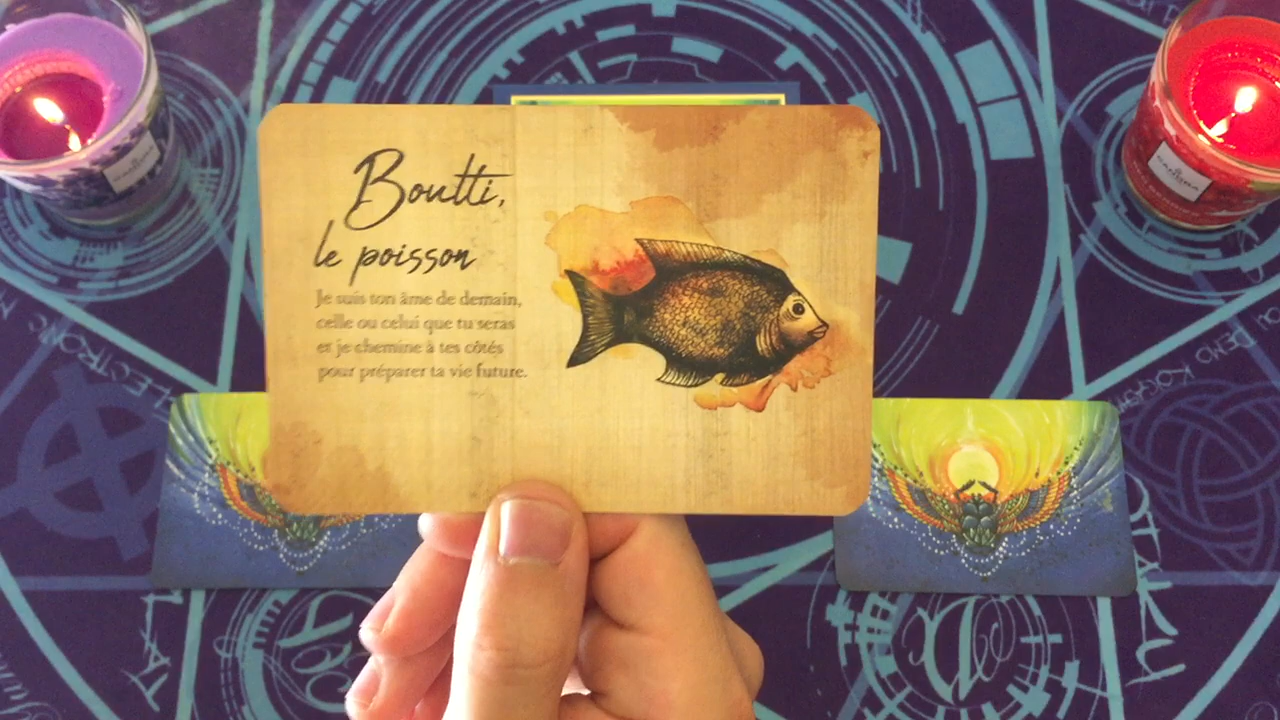 Boutti,
le poisson
Je suis ton âme de demain,
celle ou celui que tu seras
et je chemine à tes côtés
pour préparer ta vie future.